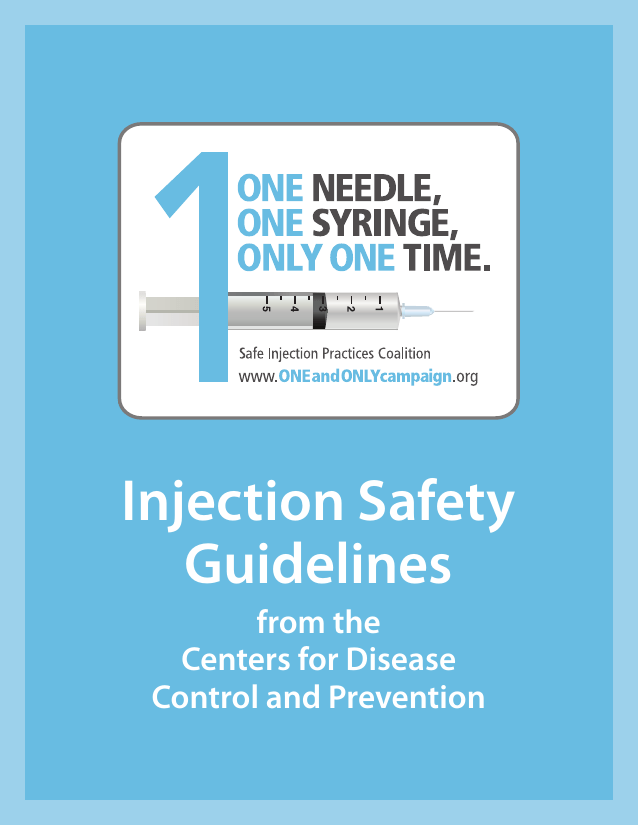 1
ONE NEEDLE,
ONE SYRINGE,
ONLY ONE TIME.
5 4 3 2 1
Safe Injection Practices Coalition
www.ONEandONLYcampaign.org
Injection Safety
Guidelines
from the
Centers for Disease
Control and Prevention